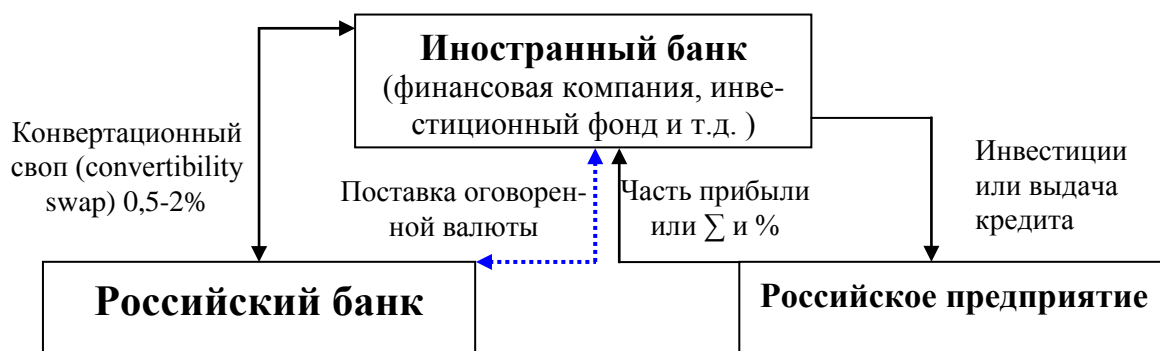 Иностранный банк
(финансовая компания, инве-
стиционный фонд и т.д. )
Конвертационный
своп (convertibility
swap) 0,5-2%
Поставка оговорен-
ной валюты
Часть прибыли
или ∑ и %
Инвестиции
или выдача
кредита
Российский банк
Российское предприятие